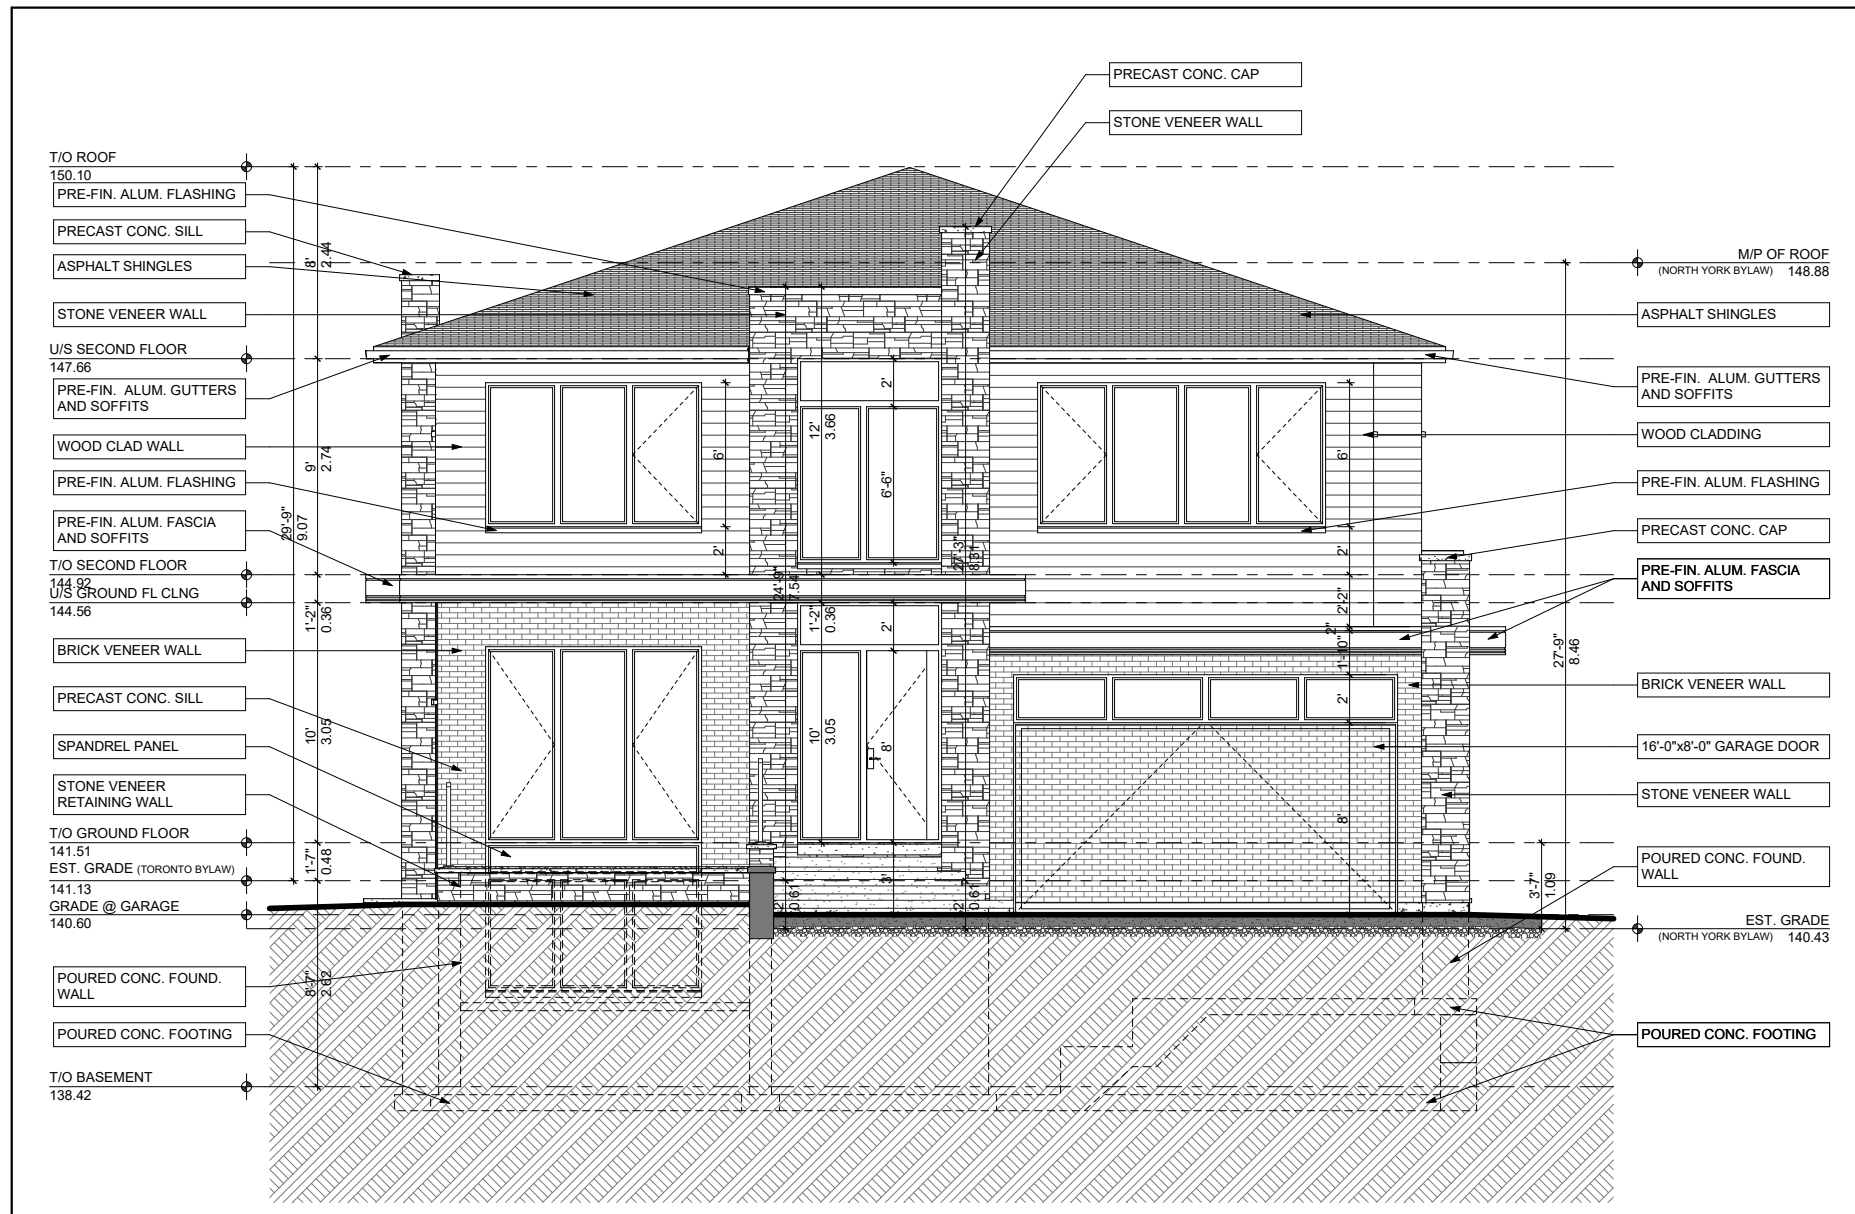 PRECAST CONC. CAP
STONE VENEER WALL
T/O ROOF
150.10
PRE-FIN. ALUM. FLASHING
PRECAST CONC. SILL
ASPHALT SHINGLES
STONE VENEER WALL
U/S SECOND FLOOR
147.66
PRE-FIN. ALUM. GUTTERS
AND SOFFITS
WOOD CLAD WALL
PRE-FIN. ALUM. FLASHING
PRE-FIN. ALUM. FASCIA
AND SOFFITS
T/O SECOND FLOOR
144.92
U/S GROUND FL CLNG
144.56
BRICK VENEER WALL
PRECAST CONC. SILL
SPANDREL PANEL
STONE VENEER
RETAINING WALL
T/O GROUND FLOOR
141.51
EST. GRADE (TORONTO BYLAW)
141.13
GRADE @ GARAGE
140.60
POURED CONC. FOUND.
WALL
POURED CONC. FOOTING
T/O BASEMENT
138.42
29'-9"
9.07
8'
2.44
9'
2.74
1'-2"
0.36
10'
3.05
1'-7"
0.48
8'-7"
2.62
6'
2'
24'-9"
7.54
2'
0.61
12'
3.66
1'-2"
0.36
10'
3.05
2'
6'-6"
2'
8'
3'
27'-3"
8.31
2'
0.61
6'
2'
2'-2"
2"
1'-10"
2'
8'
3'-7"
1.09
27'-9"
8.46
M/P OF ROOF
(NORTH YORK BYLAW) 148.88
ASPHALT SHINGLES
PRE-FIN. ALUM. GUTTERS
AND SOFFITS
WOOD CLADDING
PRE-FIN. ALUM. FLASHING
PRECAST CONC. CAP
PRE-FIN. ALUM. FASCIA
AND SOFFITS
BRICK VENEER WALL
16'-0"x8'-0" GARAGE DOOR
STONE VENEER WALL
POURED CONC. FOUND.
WALL
EST. GRADE
(NORTH YORK BYLAW) 140.43
POURED CONC. FOOTING